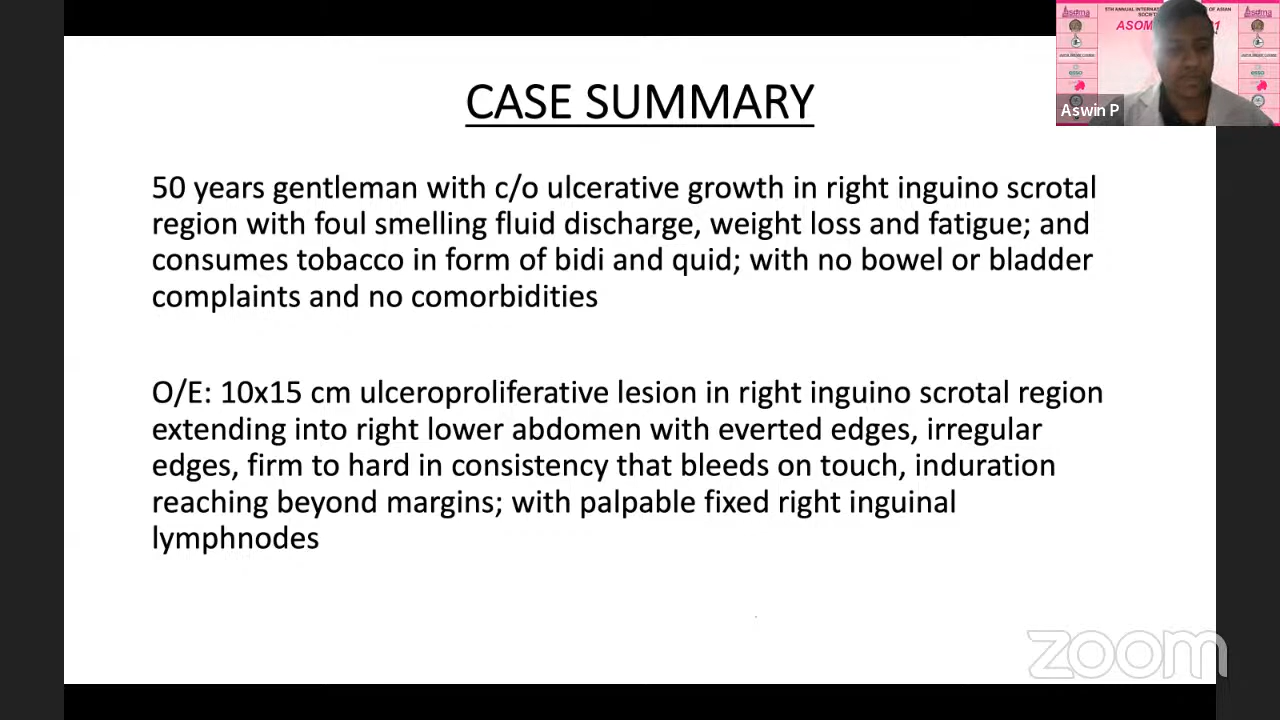 CASE SUMMARY
50 years gentleman with c/o ulcerative growth in right inguino scrotal
region with foul smelling fluid discharge, weight loss and fatigue; and
consumes tobacco in form of bidi and quid; with no bowel or bladder
complaints and no comorbidities
O/E: 10x15 cm ulceroproliferative lesion in right inguino scrotal region
extending into right lower abdomen with everted edges, irregular
edges, firm to hard in consistency that bleeds on touch, induration
reaching beyond margins; with palpable fixed right inguinal
lymphnodes
Aswin P
zoom